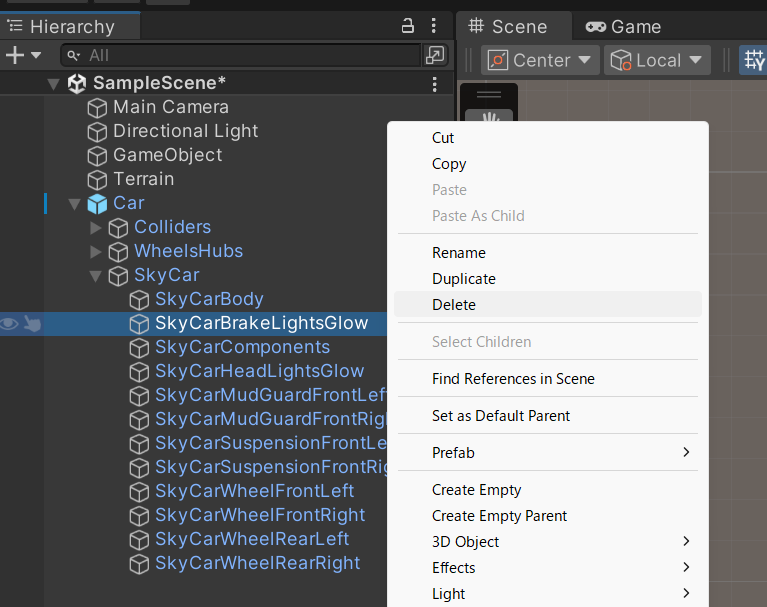 Hierarchy
All
SampleScene*
Main Camera
Directional Light
GameObject
Terrain
Car
Colliders
WheelsHubs
SkyCar
SkyCarBody
SkyCarBrakeLightsGlow
SkyCarComponents
SkyCarHeadLightsGlow
SkyCarMudGuardFrontLef
SkyCarMudGuardFrontRig
SkyCarSuspensionFrontLe
SkyCarSuspensionFrontRig
SkyCarWheelFrontLeft
SkyCarWheelFrontRight
SkyCarWheelRearLeft
SkyCarWheelRearRight
Scene
Game
Center
Local
Cut
Copy
Paste
Paste As Child
Rename
Duplicate
Delete
Select Children
Find References in Scene
Set as Default Parent
Prefab
Create Empty
Create Empty Parent
3D Object
Effects
Light